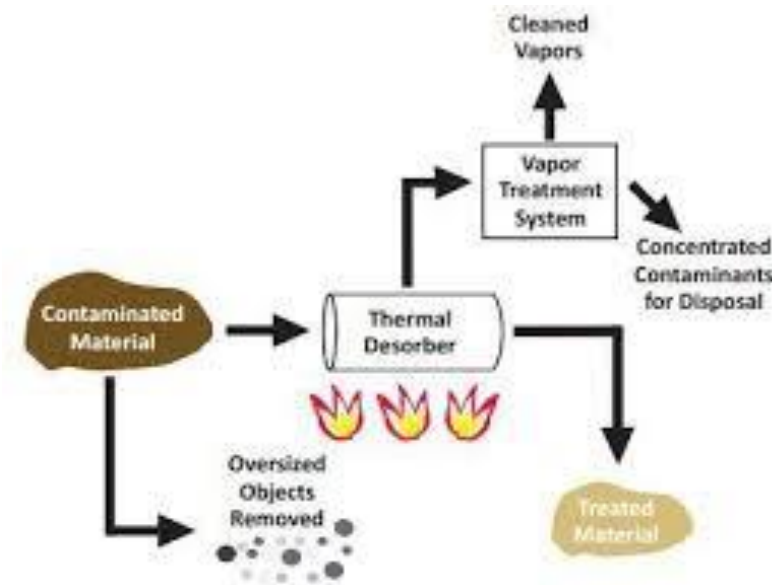 Cleaned
Vapors
Vapor
Treatment
System
Concentrated
Contaminants
for Disposal
Contaminated
Material
Thermal
Desorber
Oversized
Objects
Removed
Treated
Material